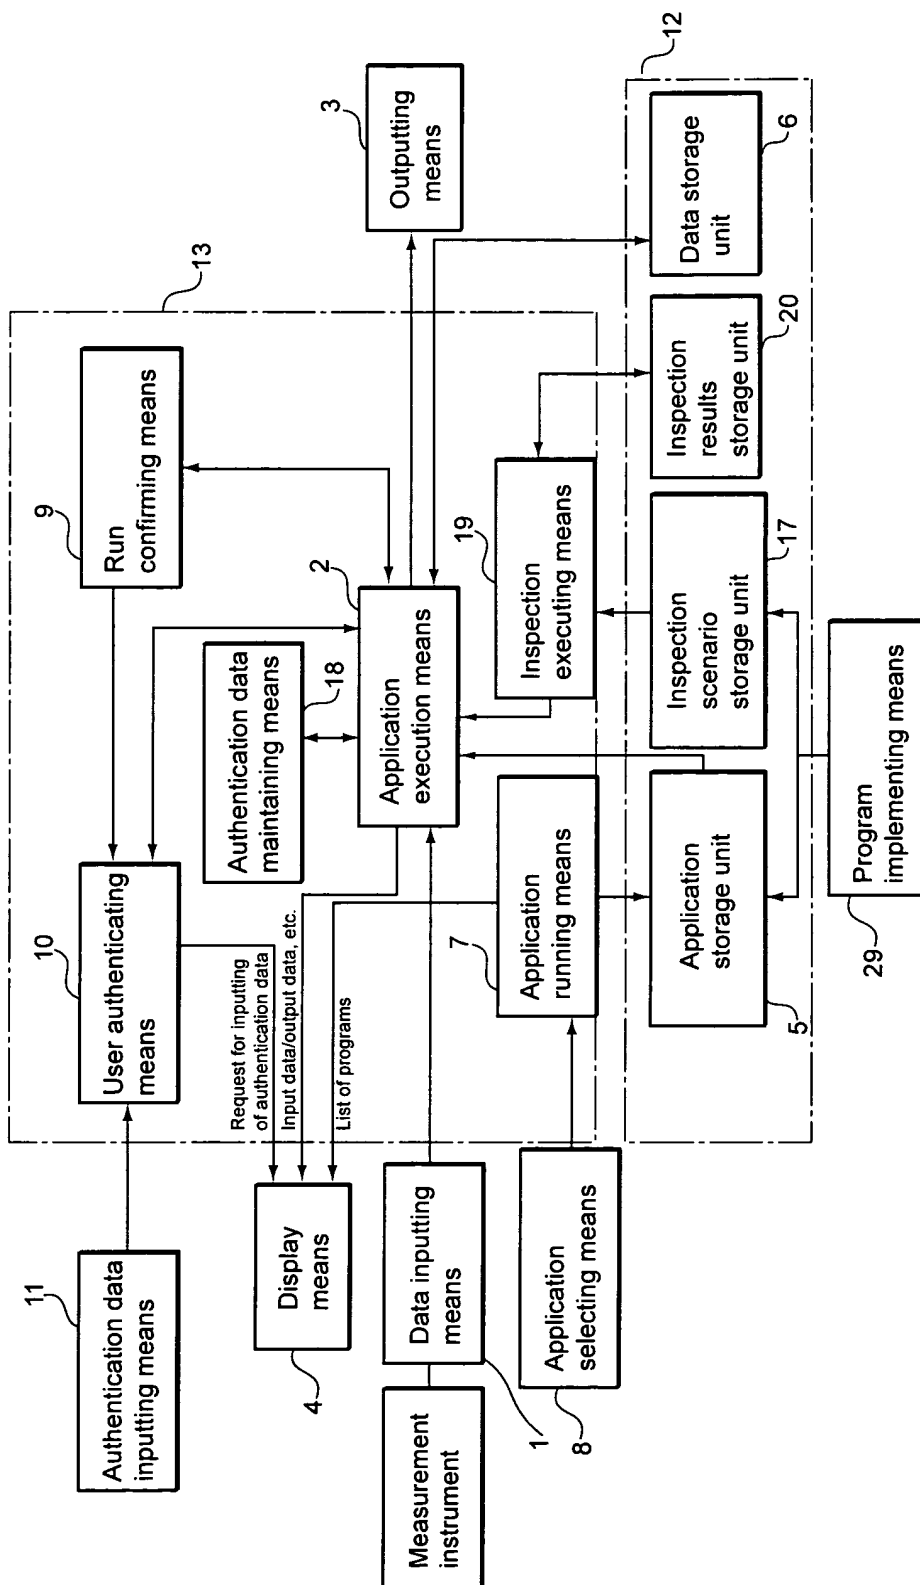 11
Authentication data
inputting means
10
User authenticating
means
9
Run
confirming means
13
Request for inputting
of authentication data
Input data/output data, etc.
List of programs
Authentication data
maintaining means
18
4
Display
means
2
Application
execution means
3
Outputting
means
Measurement
instrument
Data inputting
means
1
7
Application
running means
19
Inspection
executing means
8
Application
selecting means
12
5
Application
storage unit
Inspection
scenario
storage unit
17
Inspection
results
storage unit
20
Data storage
unit
6
29
Program
implementing means